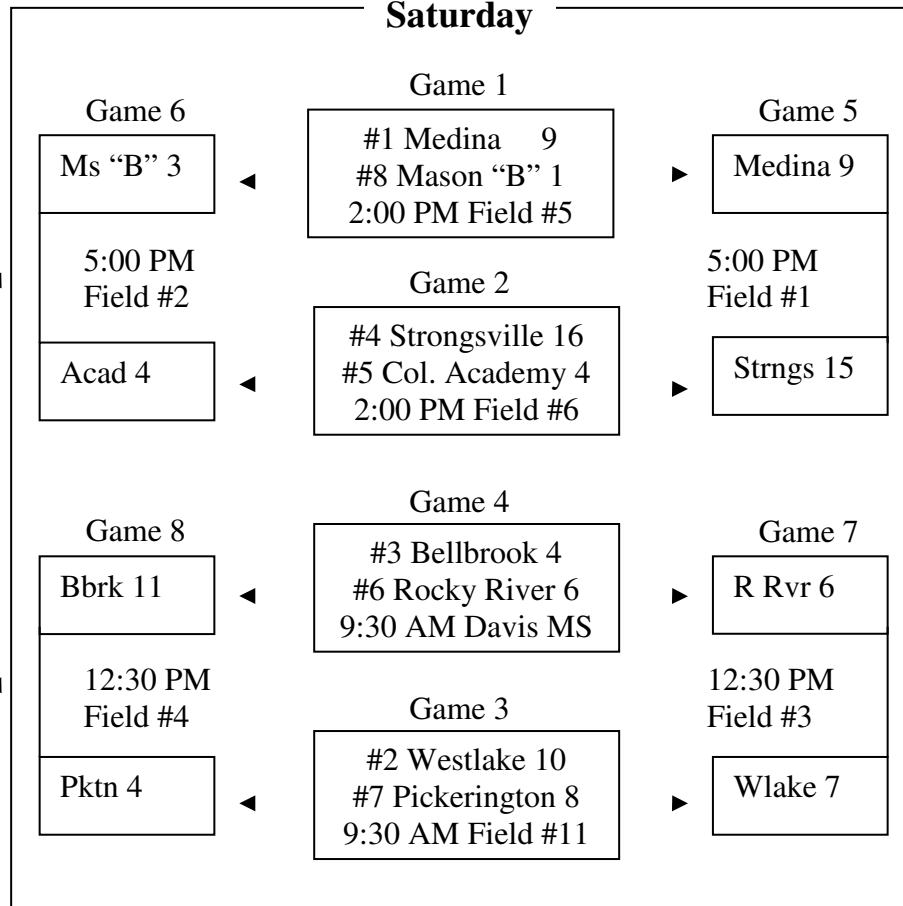 Saturday
Game 1
Game 6
Game 5
Ms “B” 3
#1 Medina 9
#8 Mason “B” 1
2:00 PM Field #5
Medina 9
5:00 PM
Field #2
Game 2
5:00 PM
Field #1
Acad 4
#4 Strongsville 16
#5 Col. Academy 4
2:00 PM Field #6
Strngs 15
Game 4
Game 8
Game 7
Bbrk 11
#3 Bellbrook 4
#6 Rocky River 6
9:30 AM Davis MS
R Rvr 6
12:30 PM
Field #4
Game 3
12:30 PM
Field #3
Pktn 4
#2 Westlake 10
#7 Pickerington 8
9:30 AM Field #11
Wlake 7